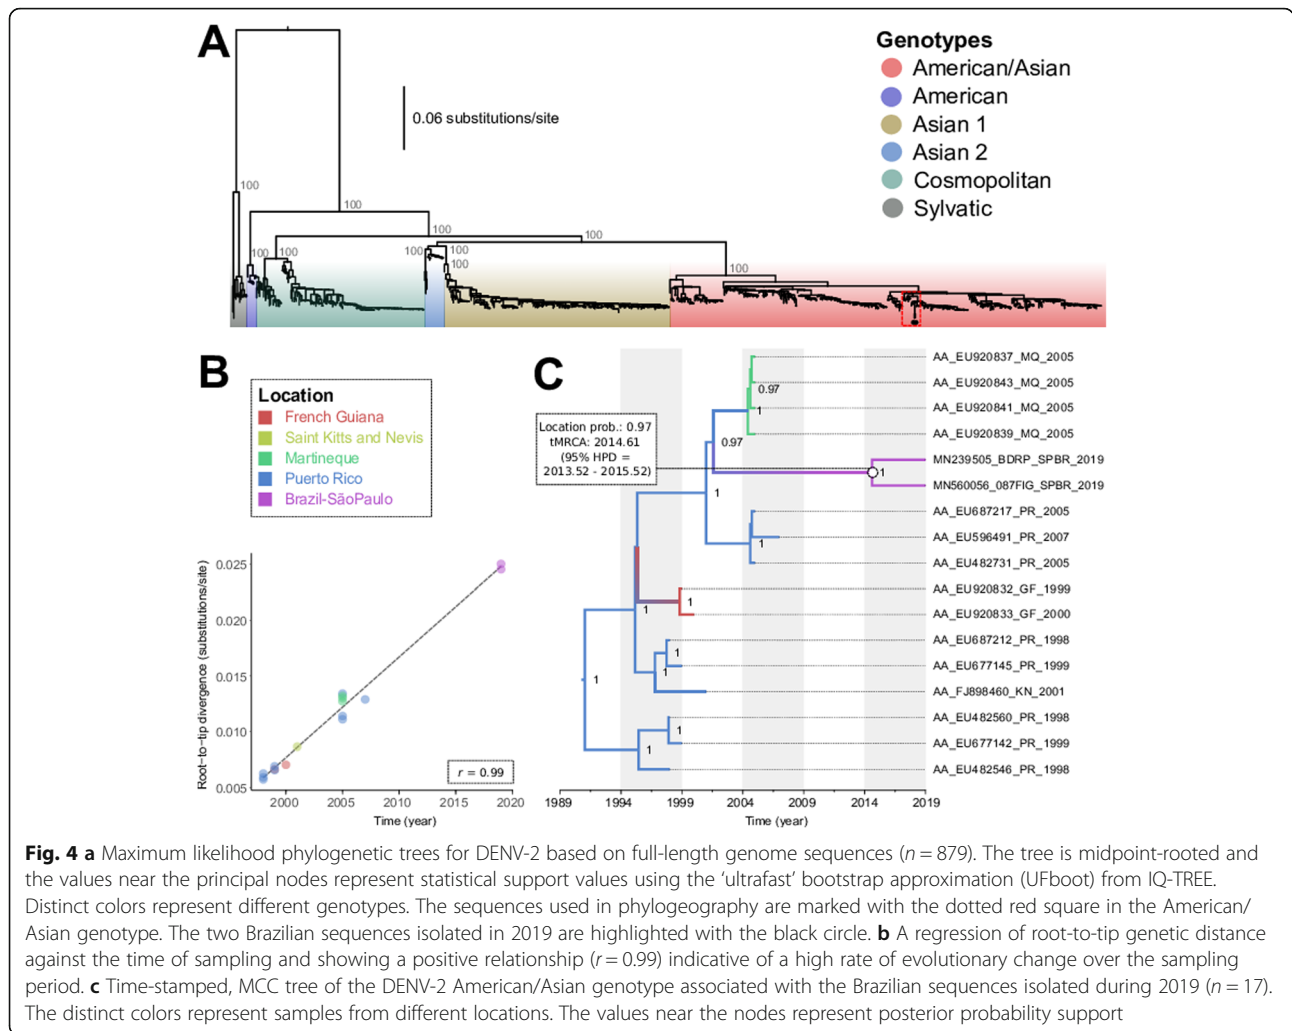 A
0.06 substitutions/site
Genotypes
American/Asian
American
Asian 1
Asian 2
Cosmopolitan
Sylvatic
100
100
100
100
100
100
100
100
100
100
B
Location
French Guiana
Saint Kitts and Nevis
Martineque
Puerto Rico
Brazil-SãoPaulo
Root-to-tip divergence (substitutions/site)
0.025
0.020
0.015
0.010
0.005
r = 0.99
2000
2005
2010
2015
2020
Time (year)
C
Location prob.: 0.97
tMRCA: 2014.61
(95% HPD =
2013.52 - 2015.52)
AA_EU920837_MQ_2005
AA_EU920843_MQ_2005
0.97
AA_EU920841_MQ_2005
1
AA_EU920839_MQ_2005
0.97
MN239505_BDRP_SPBR_2019
1
MN560056_087FIG_SPBR_2019
1
AA_EU687217_PR_2005
AA_EU596491_PR_2007
1
AA_EU482731_PR_2005
AA_EU920832_GF_1999
1
1
AA_EU920833_GF_2000
AA_EU687212_PR_1998
1
AA_EU677145_PR_1999
1
1
AA_FJ898460_KN_2001
AA_EU482560_PR_1998
1
AA_EU677142_PR_1999
1
AA_EU482546_PR_1998
1989
1994
1999
2004
2009
2014
2019
Time (year)
Fig. 4 a Maximum likelihood phylogenetic trees for DENV-2 based on full-length genome sequences (n = 879). The tree is midpoint-rooted and
the values near the principal nodes represent statistical support values using the ‘ultrafast’ bootstrap approximation (UFboot) from IQ-TREE.
Distinct colors represent different genotypes. The sequences used in phylogeography are marked with the dotted red square in the American/
Asian genotype. The two Brazilian sequences isolated in 2019 are highlighted with the black circle. b A regression of root-to-tip genetic distance
against the time of sampling and showing a positive relationship (r = 0.99) indicative of a high rate of evolutionary change over the sampling
period. c Time-stamped, MCC tree of the DENV-2 American/Asian genotype associated with the Brazilian sequences isolated during 2019 (n = 17).
The distinct colors represent samples from different locations. The values near the nodes represent posterior probability support